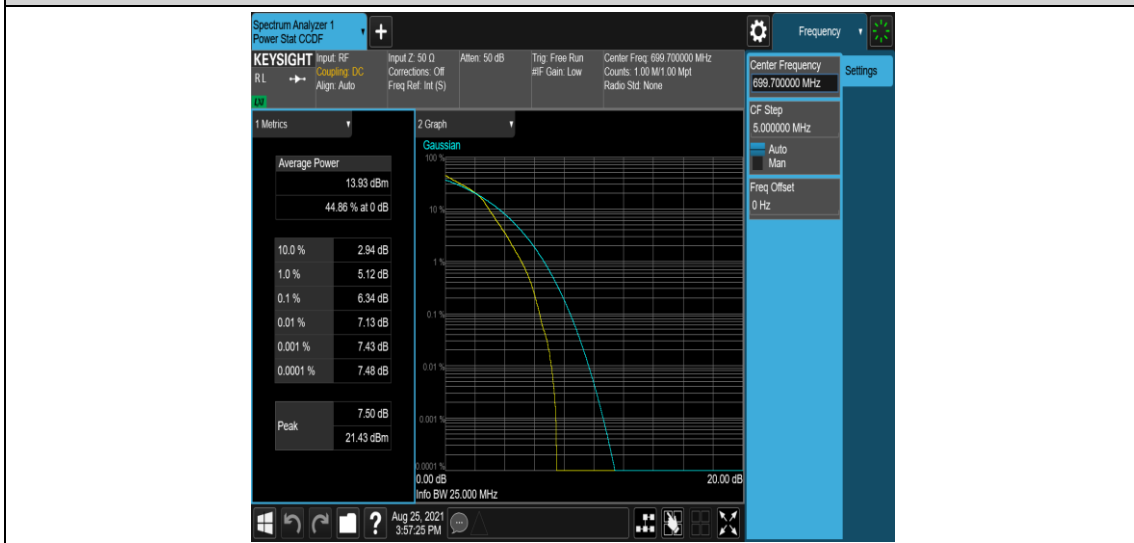 Spectrum Analyzer 1
Power Stat CCDF
+
Frequency
KEYSIGHT
RL
LXI
Input: RF
Coupling: DC
Align: Auto
Input Z: 50 Ω
Corrections: Off
Freq Ref: Int (S)
Atten: 50 dB
Trig: Free Run
#IF Gain: Low
Center Freq: 699.700000 MHz
Counts: 1.00 M/1.00 Mpt
Radio Std: None
Center Frequency
699.700000 MHz
Settings
CF Step
5.000000 MHz
Auto
Man
Freq Offset
0 Hz
1 Metrics
Average Power
13.93 dBm
44.86 % at 0 dB
10.0 % 2.94 dB
1.0 % 5.12 dB
0.1 % 6.34 dB
0.01 % 7.13 dB
0.001 % 7.43 dB
0.0001 % 7.48 dB
Peak
7.50 dB
21.43 dBm
2 Graph
Gaussian
100 %
10 %
1 %
0.1 %
0.01 %
0.001 %
0.0001 %
0.00 dB 20.00 dB
Info BW 25.000 MHz
?
Aug 25, 2021
3:57:25 PM